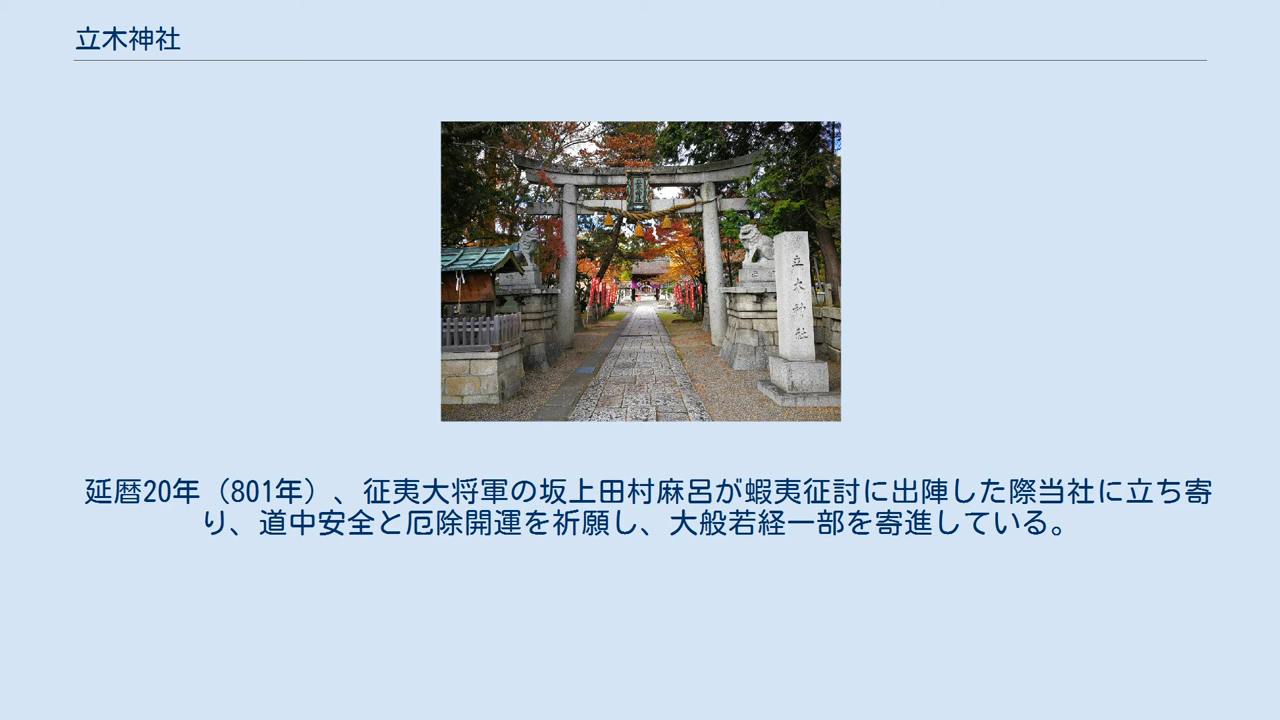 立木神社
立木神社
延暦20年（801年）、征夷大将軍の坂上田村麻呂が蝦夷征討に出陣した際当社に立ち寄
り、道中安全と厄除開運を祈願し、大般若経一部を寄進している。